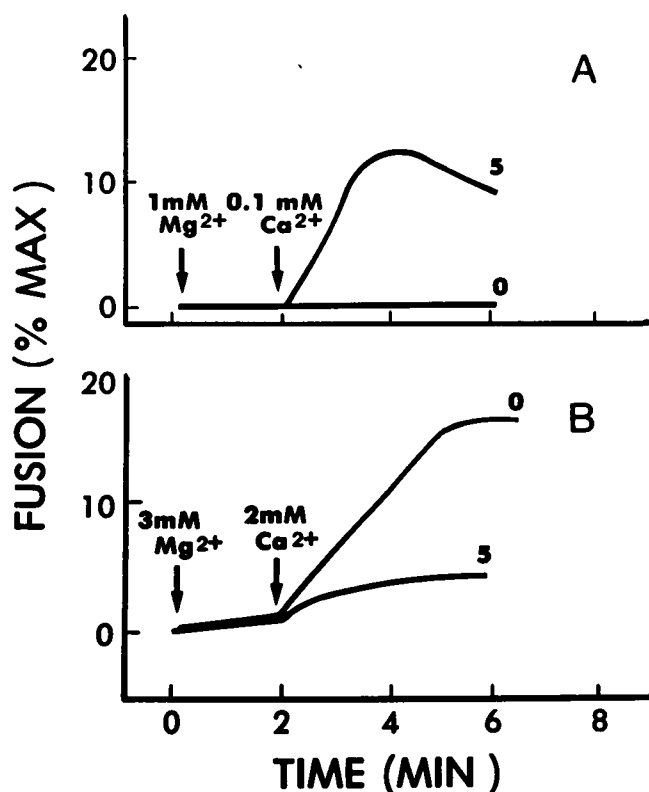 FUSION (% MAX)
A
20
10
0
1mM 0.1 mM
Mg²⁺ Ca²⁺
5
0
B
20
10
0
3mM 2mM
Mg²⁺ Ca²⁺
0
5
0 2 4 6 8
TIME (MIN)